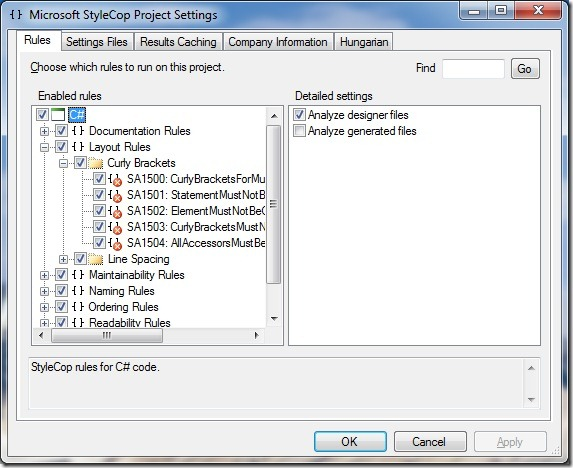 { } Microsoft StyleCop Project Settings
Rules Settings Files Results Caching Company Information Hungarian
Choose which rules to run on this project.
Find
Go
Enabled rules
C#
{ } Documentation Rules
{ } Layout Rules
Curly Brackets
SA1500: CurlyBracketsForMu
SA1501: StatementMustNotB
SA1502: ElementMustNotBe
SA1503: CurlyBracketsMustN
SA1504: AllAccessorsMustBe
Line Spacing
{ } Maintainability Rules
{ } Naming Rules
{ } Ordering Rules
{ } Readability Rules
Detailed settings
Analyze designer files
Analyze generated files
StyleCop rules for C# code.
OK
Cancel
Apply